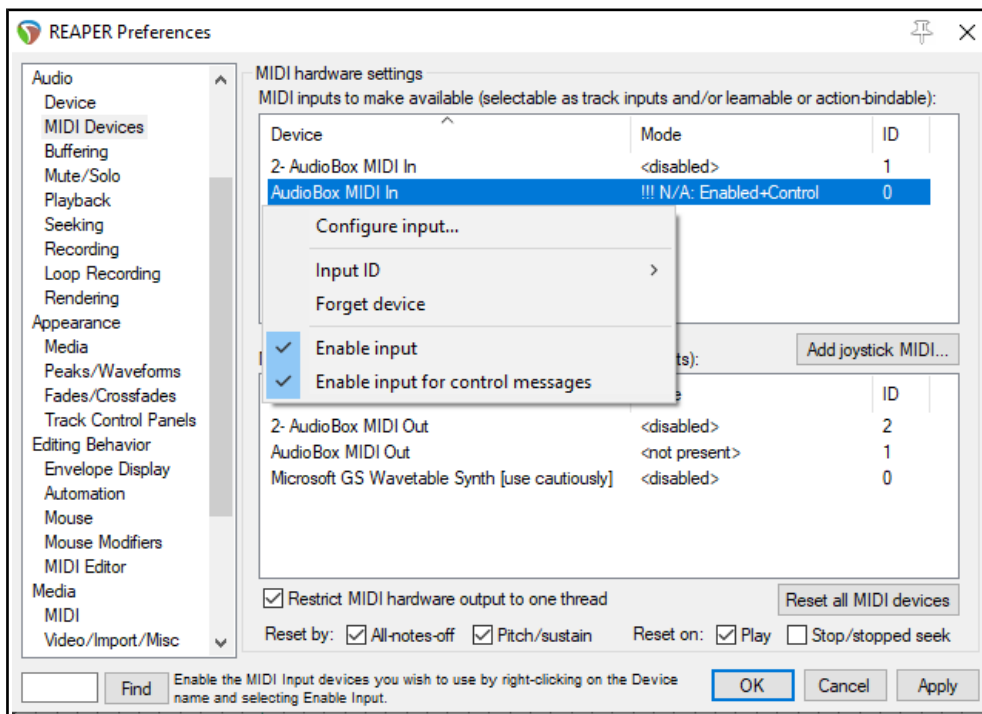 REAPER Preferences
Audio
Device
MIDI Devices
Buffering
Mute/Solo
Playback
Seeking
Recording
Loop Recording
Rendering
Appearance
Media
Peaks/Waveforms
Fades/Crossfades
Track Control Panels
Editing Behavior
Envelope Display
Automation
Mouse
Mouse Modifiers
MIDI Editor
Media
MIDI
Video/Import/Misc
MIDI hardware settings
MIDI inputs to make available (selectable as track inputs and/or learnable or action-bindable):
Device Mode ID
2- AudioBox MIDI In <disabled> 1
AudioBox MIDI In !!! N/A: Enabled+Control 0
Configure input...
Input ID
Forget device
Enable input
Enable input for control messages
ts):
Add joystick MIDI...
ID
2- AudioBox MIDI Out <disabled> 2
AudioBox MIDI Out <not present> 1
Microsoft GS Wavetable Synth [use cautiously] <disabled> 0
Restrict MIDI hardware output to one thread
Reset all MIDI devices
Reset by: All-notes-off Pitch/sustain Reset on: Play Stop/stopped seek
Find
Enable the MIDI Input devices you wish to use by right-clicking on the Device
name and selecting Enable Input.
OK Cancel Apply